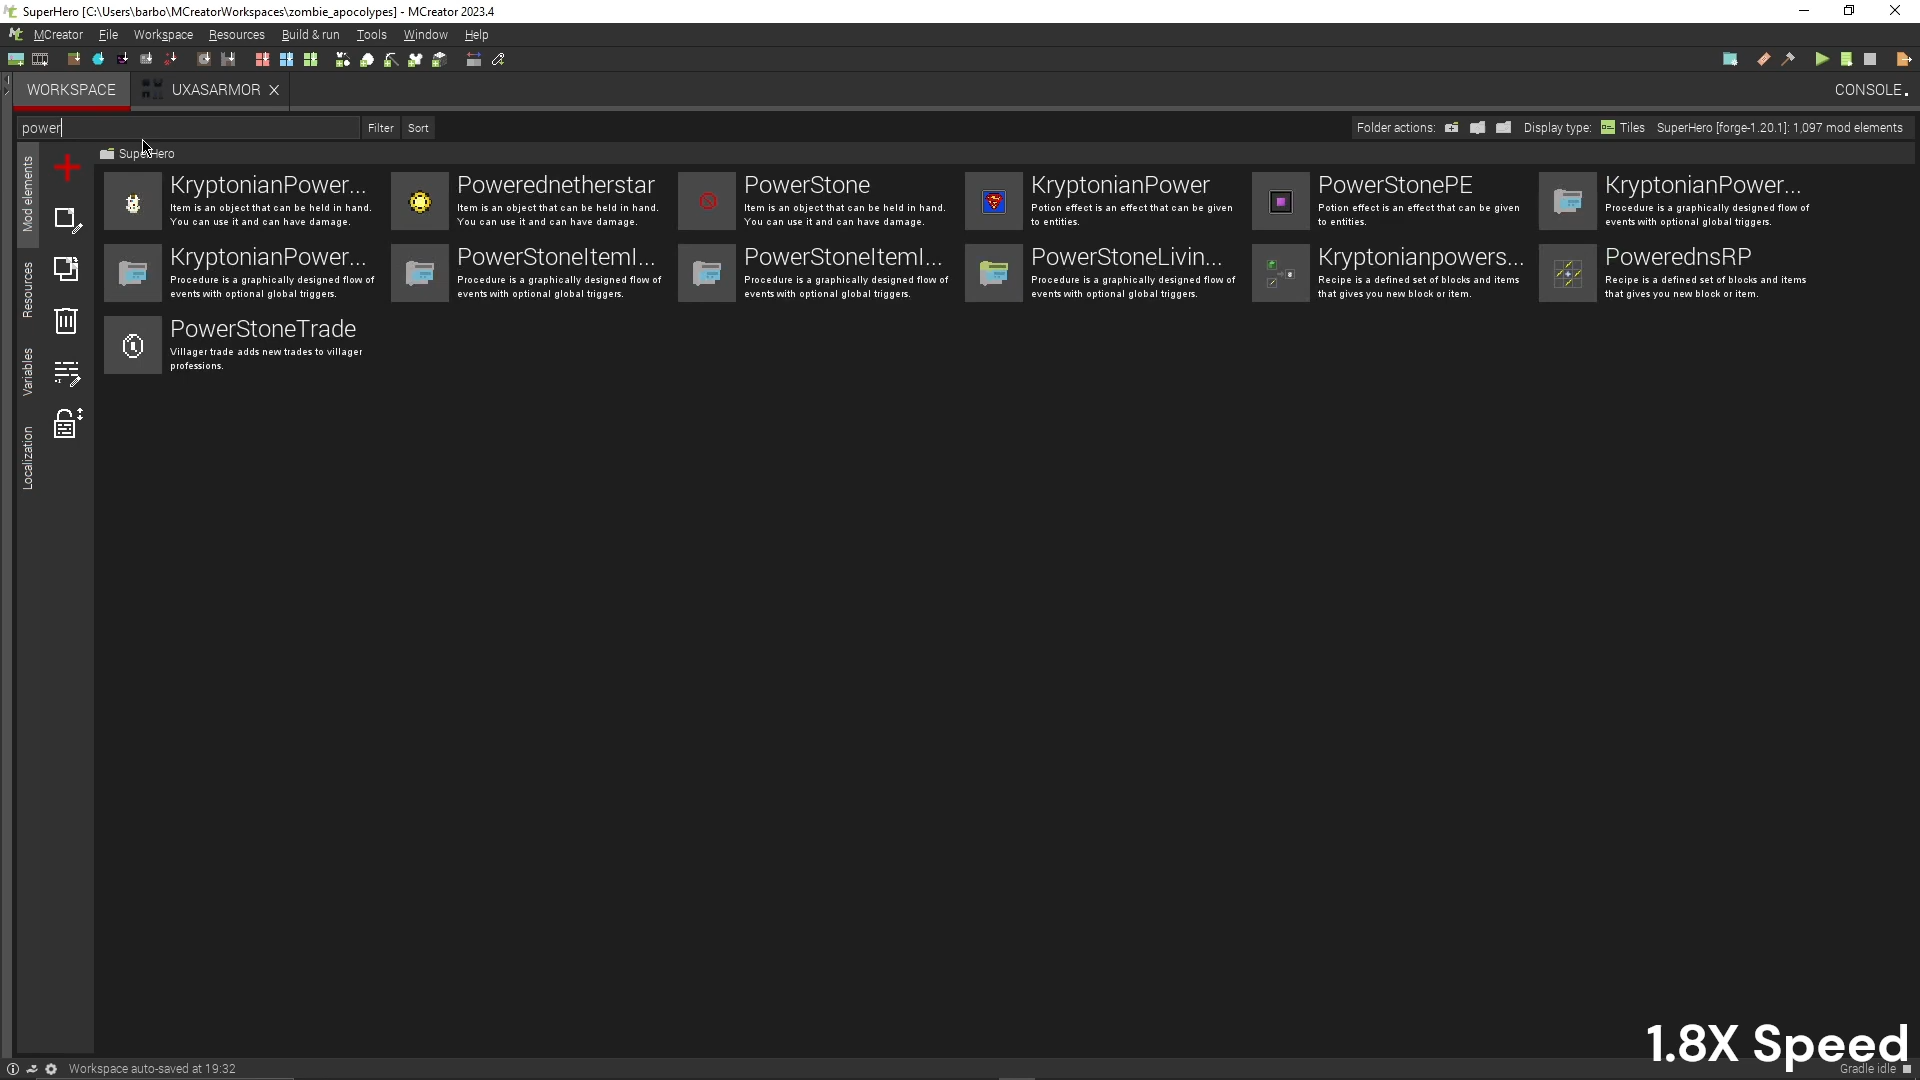 SuperHero [C:\Users\barbo\MCreatorWorkspaces\zombie_apocolypes] - MCreator 2023.4
MCreator File Workspace Resources Build & run Tools Window Help
WORKSPACE UXASARMOR CONSOLE
power Filter Sort Folder actions: Display type: Tiles SuperHero [forge-1.20.1]: 1,097 mod elements
SuperHero
Mod elements
Resources
Variables
Localization
KryptonianPower...
Item is an object that can be held in hand.
You can use it and can have damage.
Powerednetherstar
Item is an object that can be held in hand.
You can use it and can have damage.
PowerStone
Item is an object that can be held in hand.
You can use it and can have damage.
KryptonianPower
Potion effect is an effect that can be given
to entities.
PowerStonePE
Potion effect is an effect that can be given
to entities.
KryptonianPower...
Procedure is a graphically designed flow of
events with optional global triggers.
KryptonianPower...
Procedure is a graphically designed flow of
events with optional global triggers.
PowerStoneItemI...
Procedure is a graphically designed flow of
events with optional global triggers.
PowerStoneItemI...
Procedure is a graphically designed flow of
events with optional global triggers.
PowerStoneLivin...
Procedure is a graphically designed flow of
events with optional global triggers.
Kryptonianpowers...
Recipe is a defined set of blocks and items
that gives you new block or item.
PowerednsRP
Recipe is a defined set of blocks and items
that gives you new block or item.
PowerStoneTrade
Villager trade adds new trades to villager
professions.
1.8X Speed
Workspace auto-saved at 19:32
Gradle idle